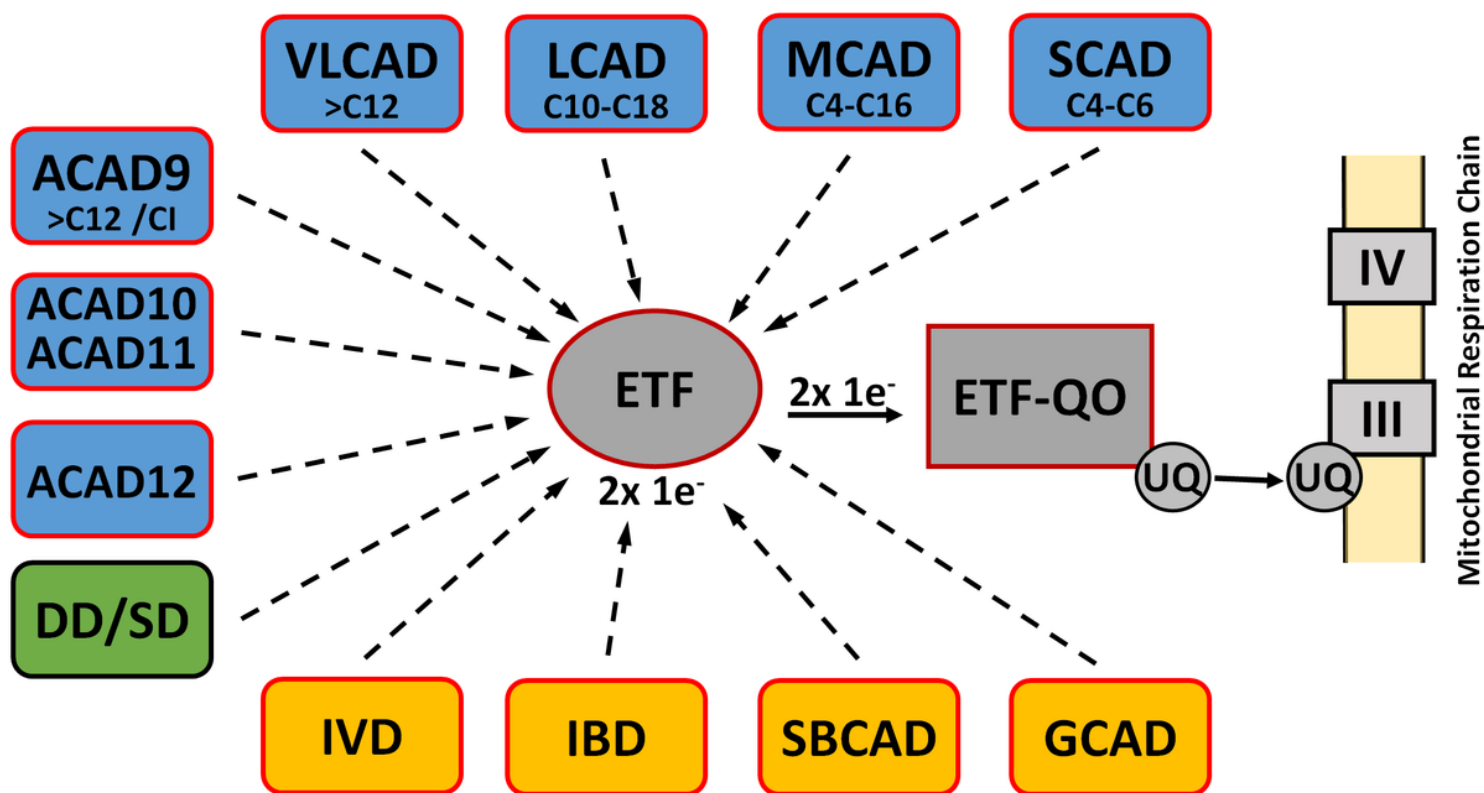 VLCAD
>C12
LCAD
C10-C18
MCAD
C4-C16
SCAD
C4-C6
ACAD9
>C12 /CI
ACAD10
ACAD11
ACAD12
DD/SD
ETF
2x 1e⁻
2x 1e⁻
ETF-QO
UQ
UQ
IV
III
Mitochondrial Respiration Chain
IVD
IBD
SBCAD
GCAD